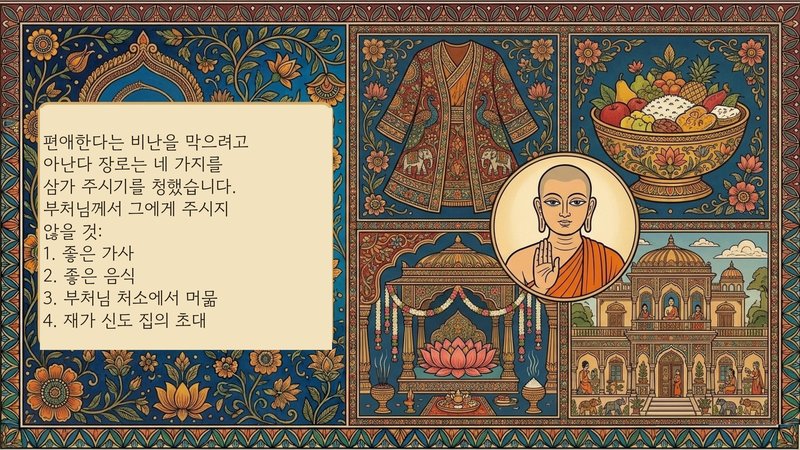 편애한다는 비난을 막으려고
아난다 장로는 네 가지를
삼가 주시기를 청했습니다.
부처님께서 그에게 주시지
않을 것:
1. 좋은 가사
2. 좋은 음식
3. 부처님 처소에서 머묾
4. 재가 신도 집의 초대